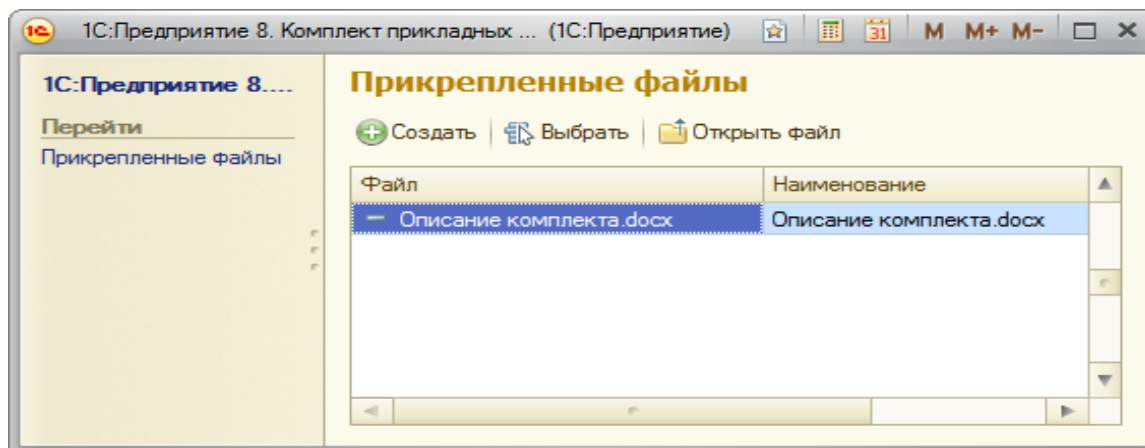 1С:Предприятие 8. Комплект прикладных ... (1С:Предприятие) 31 M M+ M-
1С:Предприятие 8....
Перейти
Прикрепленные файлы
Прикрепленные файлы
Создать Выбрать Открыть файл
Файл Наименование
Описание комплекта.docx Описание комплекта.docx